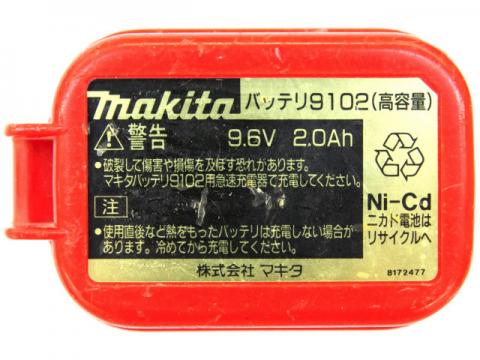 makita バッテリ9102(高容量)
警告 9.6V 2.0Ah
•破裂して傷害や損傷を及ぼす恐れがあります。
マキタバッテリ9102用急速充電器で充電してください。
注
•使用直後など熱をもったバッテリは充電しない場合が
あります。冷めてから充電してください。
株式会社 マキタ
Ni-Cd
ニカド電池は
リサイクルへ
8172477